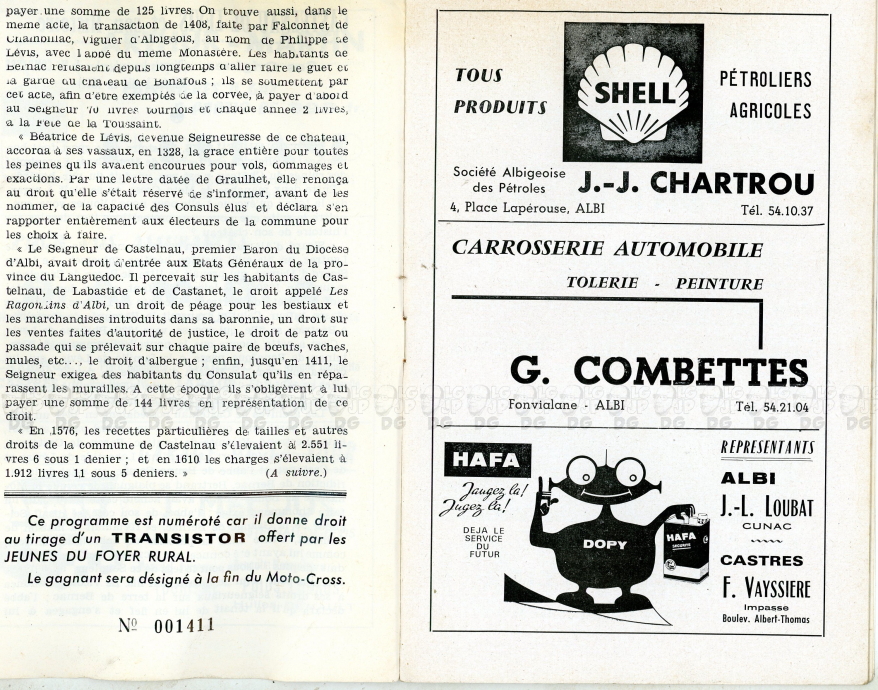 payer une somme de 125 livres. On trouve aussi, dans le
meme acte, la transaction de 1408, faite par Falconnet de
Chambilhac, Viguier d'Albigeois, au nom de Philippe de
Lévis, avec l'abbé du meme Monastère. Les habitants de
Bernac refusaient depuis longtemps d'aller faire le guet et
la garde du chateau de Bonafous ; ils se soumettent par
cet acte, afin d'etre exemptés de la corvée, à payer d'abord
au Seigneur 70 livres tournois et chaque année 2 livres,
à la Fête de la Toussaint.
« Béatrice de Lévis, devenue Seigneuresse de ce chateau,
accorda à ses vassaux, en 1328, la grace entière pour toutes
les peines qu'ils avaient encourues pour vols, dommages et
exactions. Par une lettre datée de Graulhet, elle renonça
au droit qu'elle s'était réservé de s'informer, avant de les
nommer, de la capacité des Consuls élus et déclara s'en
rapporter entièrement aux électeurs de la commune pour
les choix à faire.
« Le Seigneur de Castelnau, premier Baron du Diocèse
d'Albi, avait droit d'entrée aux Etats Généraux de la pro-
vince du Languedoc. Il percevait sur les habitants de Cas-
telnau, de Labastide et de Castanet, le droit appelé Les
d'Albi, un droit de péage pour les bestiaux et
les marchandises introduits dans sa baronnie, un droit sur
les ventes faites d'autorité de justice, le droit de patz ou
passade qui se prélevait sur chaque paire de bœufs, vaches,
mules, etc..., le droit d'albergue ; enfin, jusqu'en 1411, le
Seigneur exigea des habitants du Consulat qu'ils en répa-
rassent les murailles. A cette époque ils s'obligèrent à lui
payer une somme de 144 livres en représentation de ce
droit.
« En 1576, les recettes particulières de tailles et autres
droits de la commune de Castelnau s'élevaient à 2.551 li-
vres 6 sous 1 denier ; et en 1610 les charges s'élevaient à
1.912 livres 11 sous 5 deniers. » (A suivre.)
Ce programme est numéroté car il donne droit
au tirage d'un TRANSISTOR offert par les
JEUNES DU FOYER RURAL.
Le gagnant sera désigné à la fin du Moto-Cross.
Nº 001411
TOUS
PRODUITS
SHELL
PÉTROLIERS
AGRICOLES
Société Albigeoise
des Pétroles
J.-J. CHARTROU
4, Place Lapérouse, ALBI
Tél. 54.10.37
CARROSSERIE AUTOMOBILE
TOLERIE - PEINTURE
G. COMBETTES
Fonvialane - ALBI
Tél. 54.21.04
HAFA
Jaugez la!
Jugez la!
DEJA LE
SERVICE
DU
FUTUR
DOPY
HAFA
REPRESENTANTS
ALBI
J.-L. LOUBAT
CUNAC
CASTRES
F. VAYSSIERE
Impasse
Boulev. Albert-Thomas